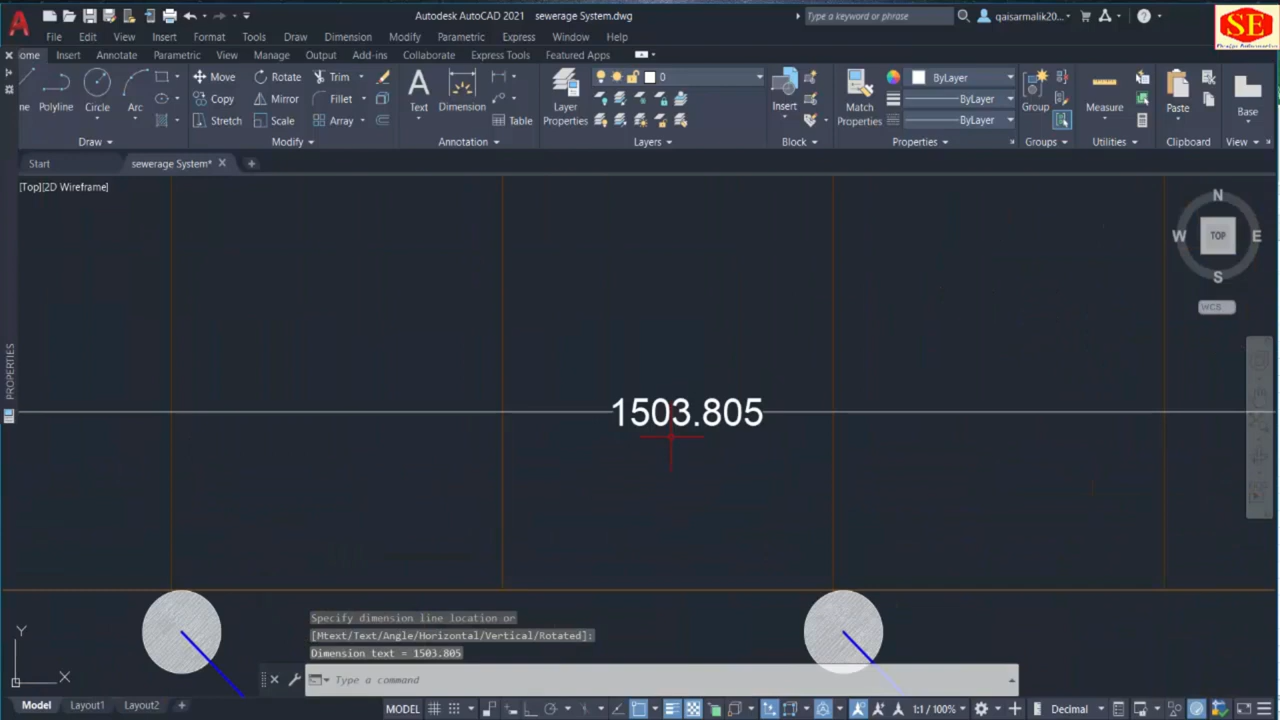 Autodesk AutoCAD 2021 sewerage System.dwg
Type a keyword or phrase
qaisarmalik20...
SE
File Edit View Insert Format Tools Draw Dimension Modify Parametric Express Window Help
ome Insert Annotate Parametric View Manage Output Add-ins Collaborate Express Tools Featured Apps
Move Rotate Trim
ne Polyline Circle Arc
Copy Mirror Fillet
Stretch Scale Array
Text Dimension Table
Layer Properties
0
Insert
Match Properties
ByLayer
ByLayer
ByLayer
Group
Measure
Paste
Base
Draw Modify Annotation Layers Block Properties Groups Utilities Clipboard View
Start sewerage System*
[Top][2D Wireframe]
N
W TOP E
S
WCS
PROPERTIES
1503.805
Specify dimension line location or
[Mtext/Text/Angle/Horizontal/Vertical/Rotated]:
Dimension text = 1503.805
Y
X
Type a command
Model Layout1 Layout2
MODEL 1:1 / 100% Decimal